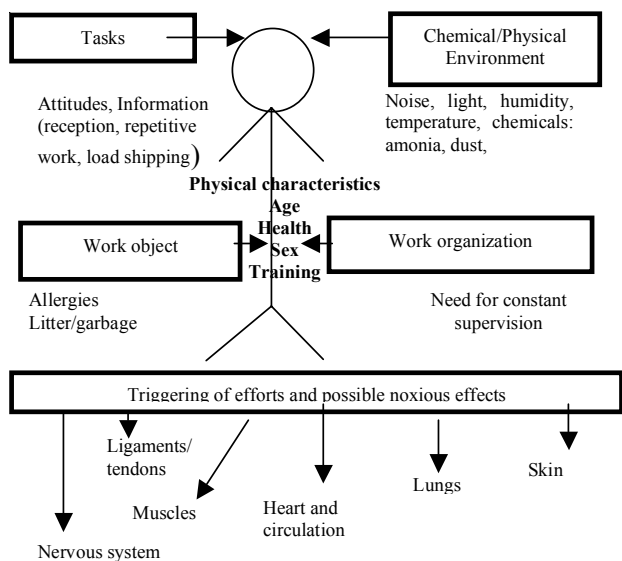 Tasks
Chemical/Physical
Environment
Attitudes, Information
(reception, repetitive
work, load shipping)
Noise, light, humidity,
temperature, chemicals:
amonia, dust,
Physical characteristics
Age
Health
Sex
Training
Work object
Work organization
Allergies
Litter/garbage
Need for constant
supervision
Triggering of efforts and possible noxious effects
Ligaments/
tendons
Muscles
Heart and
circulation
Lungs
Skin
Nervous system